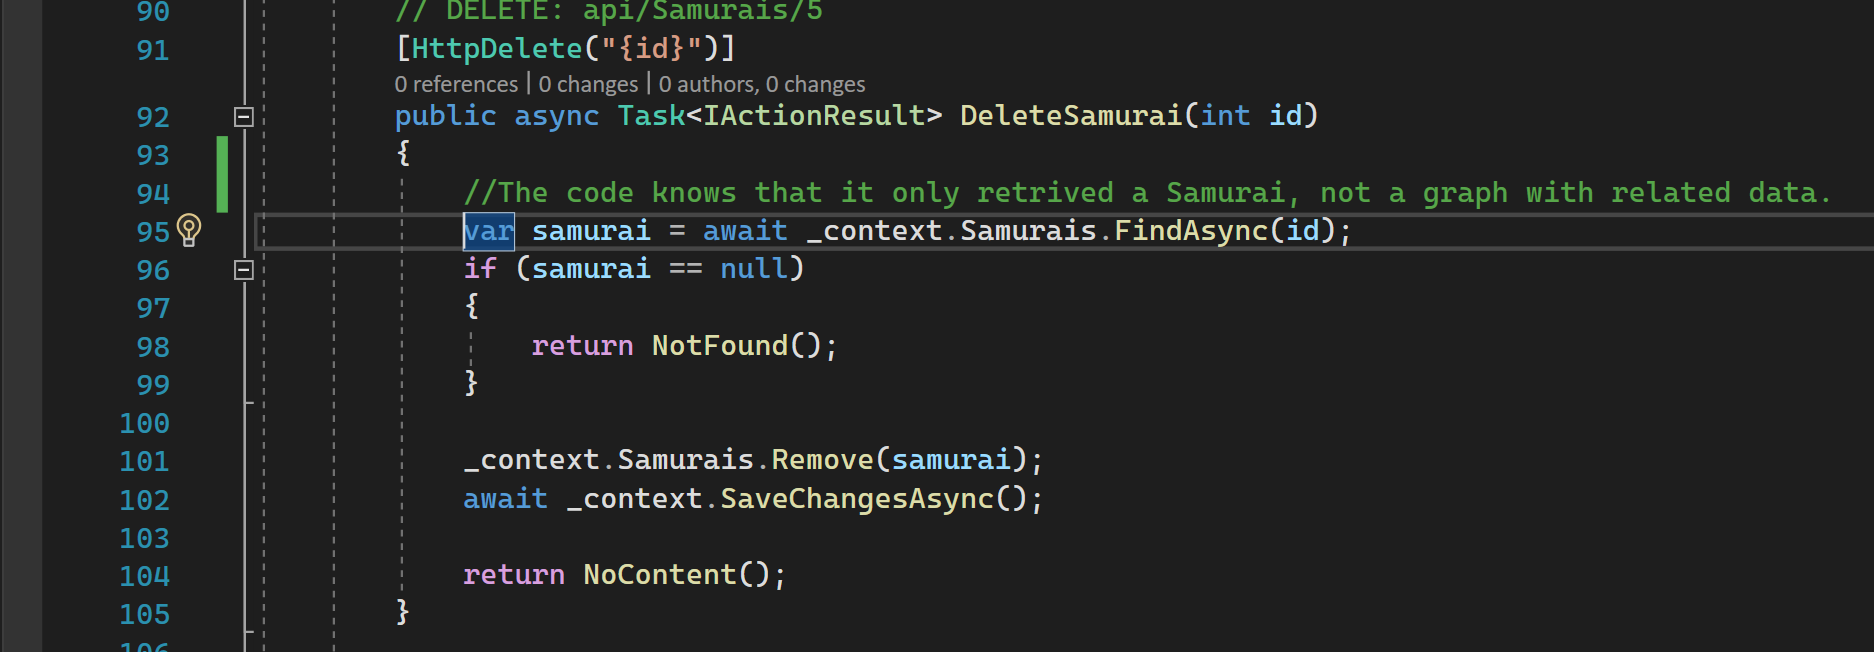 90 // DELETE: api/Samurais/5
91 [HttpDelete("{id}")]
0 references | 0 changes | 0 authors, 0 changes
92 public async Task<IActionResult> DeleteSamurai(int id)
93 {
94 //The code knows that it only retrived a Samurai, not a graph with related data.
95 var samurai = await _context.Samurais.FindAsync(id);
96 if (samurai == null)
97 {
98 return NotFound();
99 }
100
101 _context.Samurais.Remove(samurai);
102 await _context.SaveChangesAsync();
103
104 return NoContent();
105 }
106